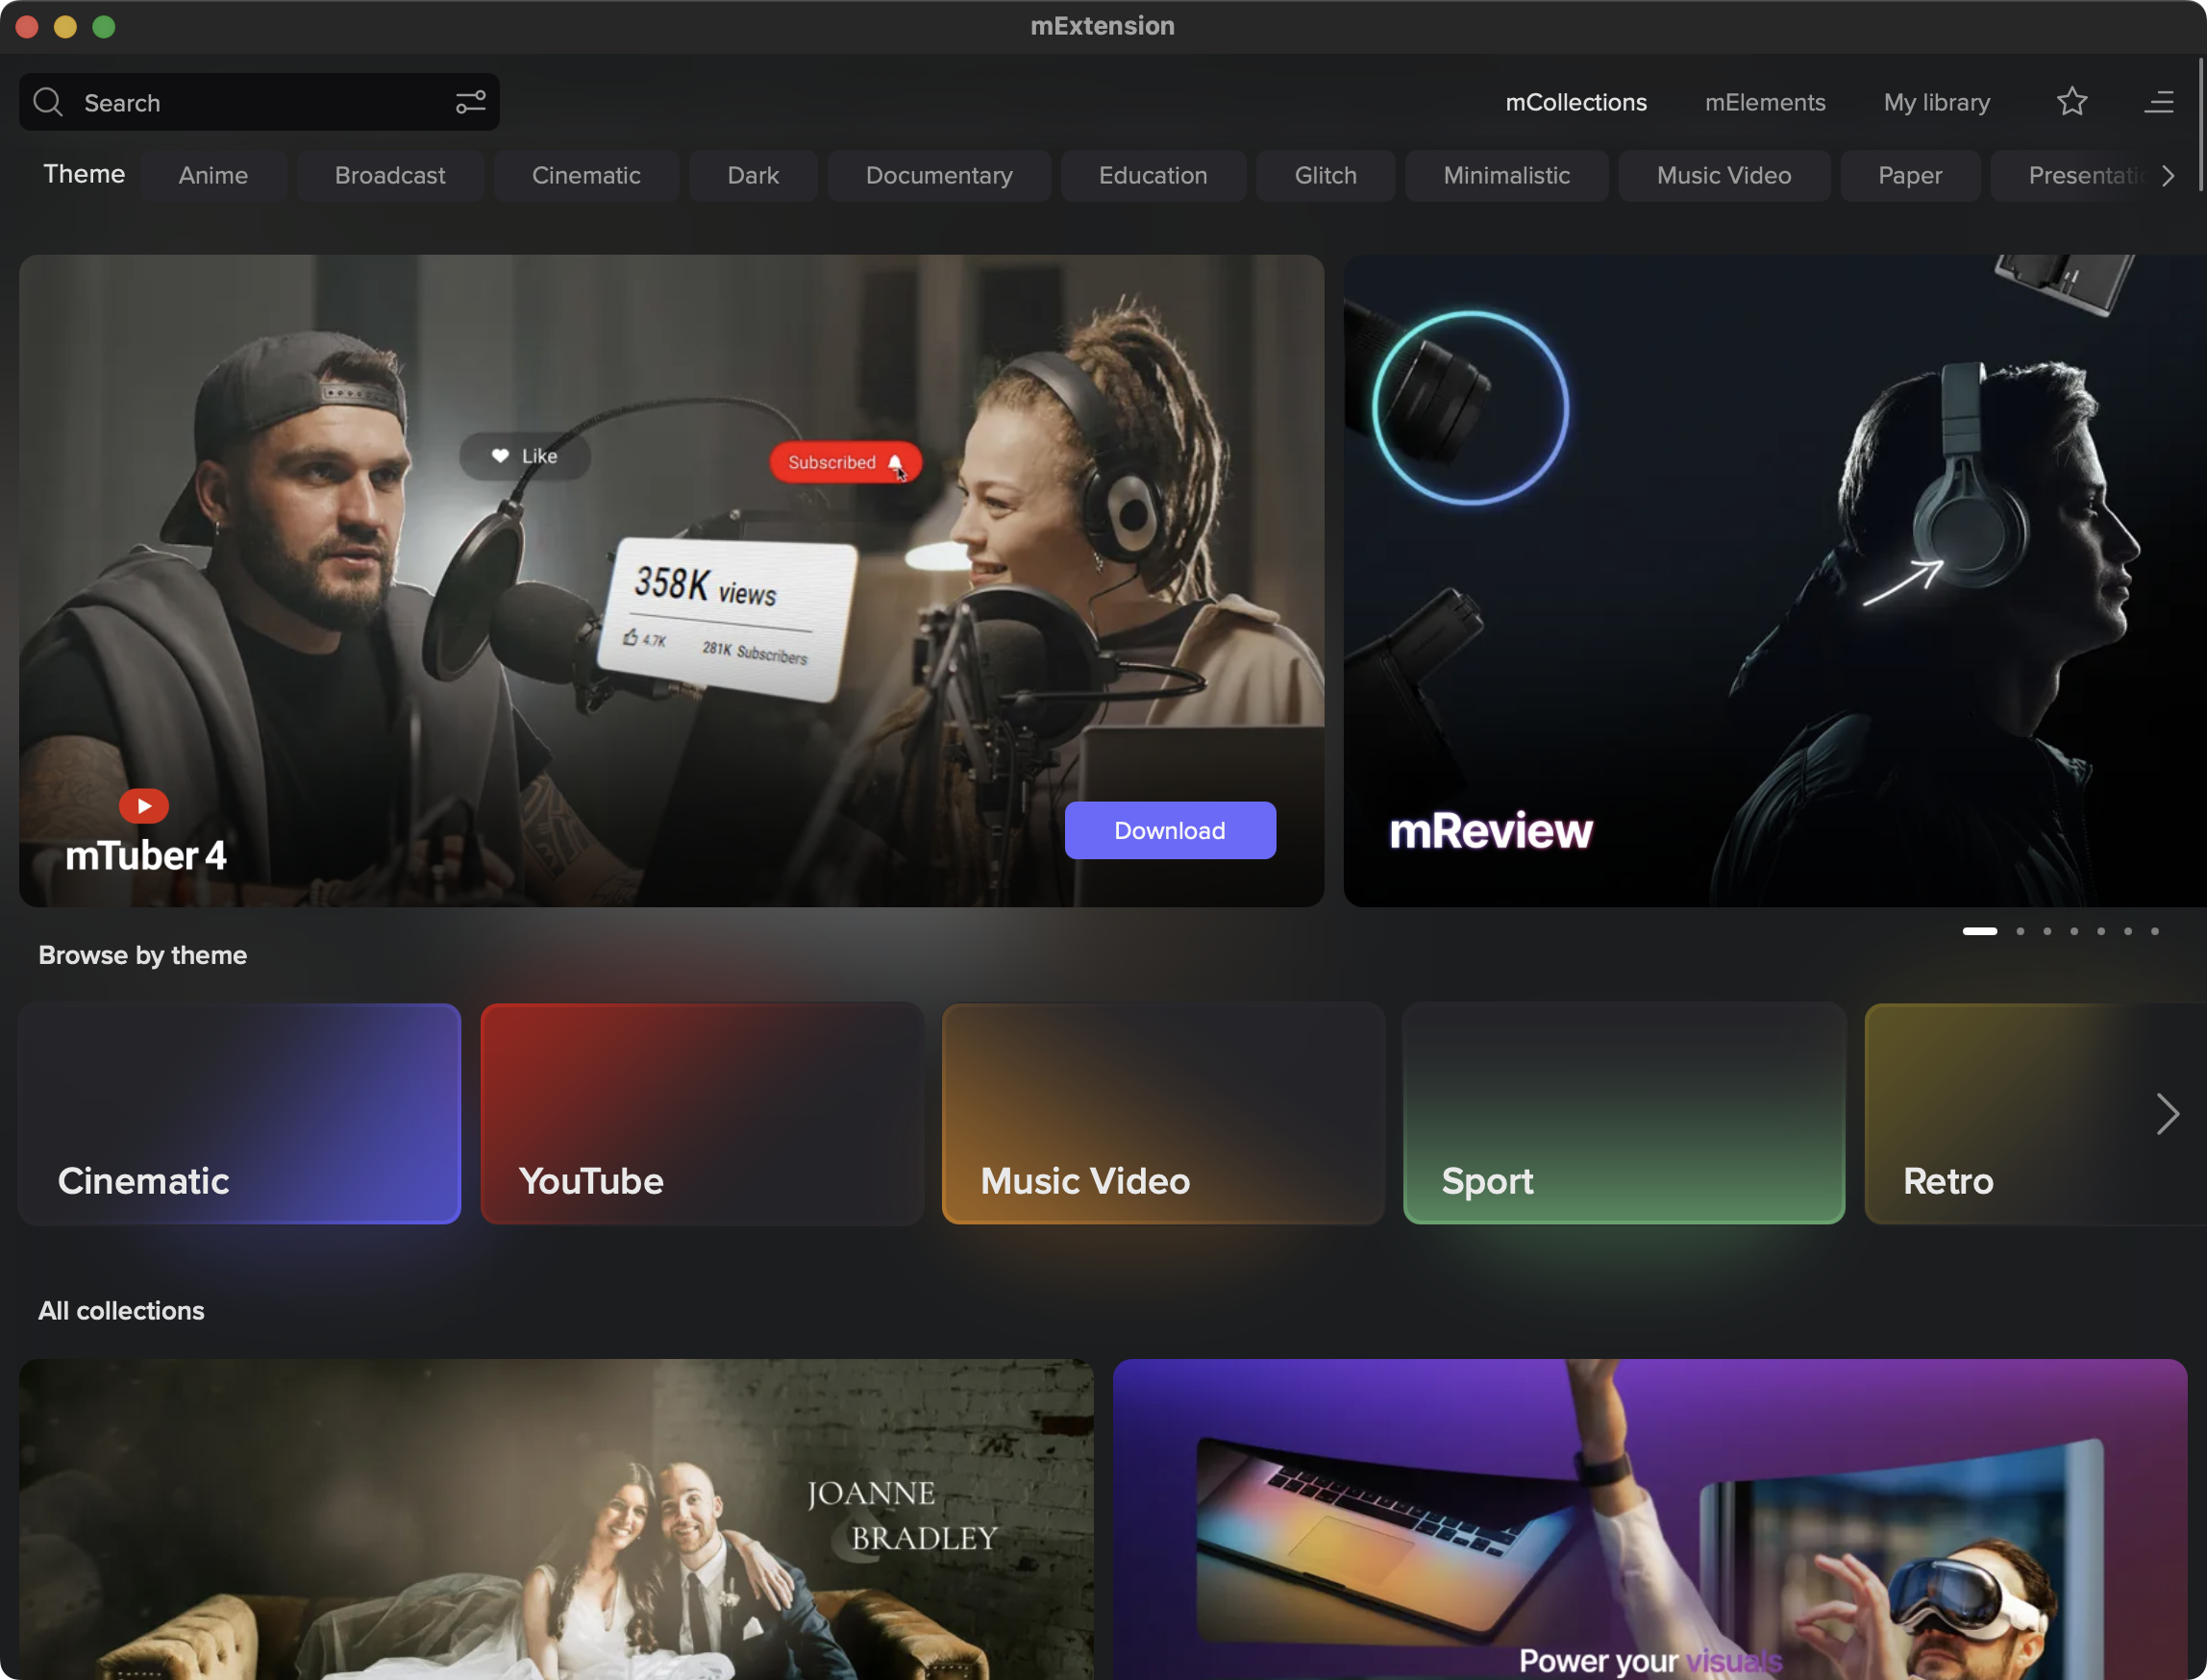 mExtension
Search
mCollections
mElements
My library
Theme
Anime
Broadcast
Cinematic
Dark
Documentary
Education
Glitch
Minimalistic
Music Video
Paper
Presentatic
Like
Subscribed
358K views
4.7K
281K Subscribers
mTuber 4
Download
mReview
Browse by theme
Cinematic
YouTube
Music Video
Sport
Retro
All collections
JOANNE
&
BRADLEY
Power your visuals